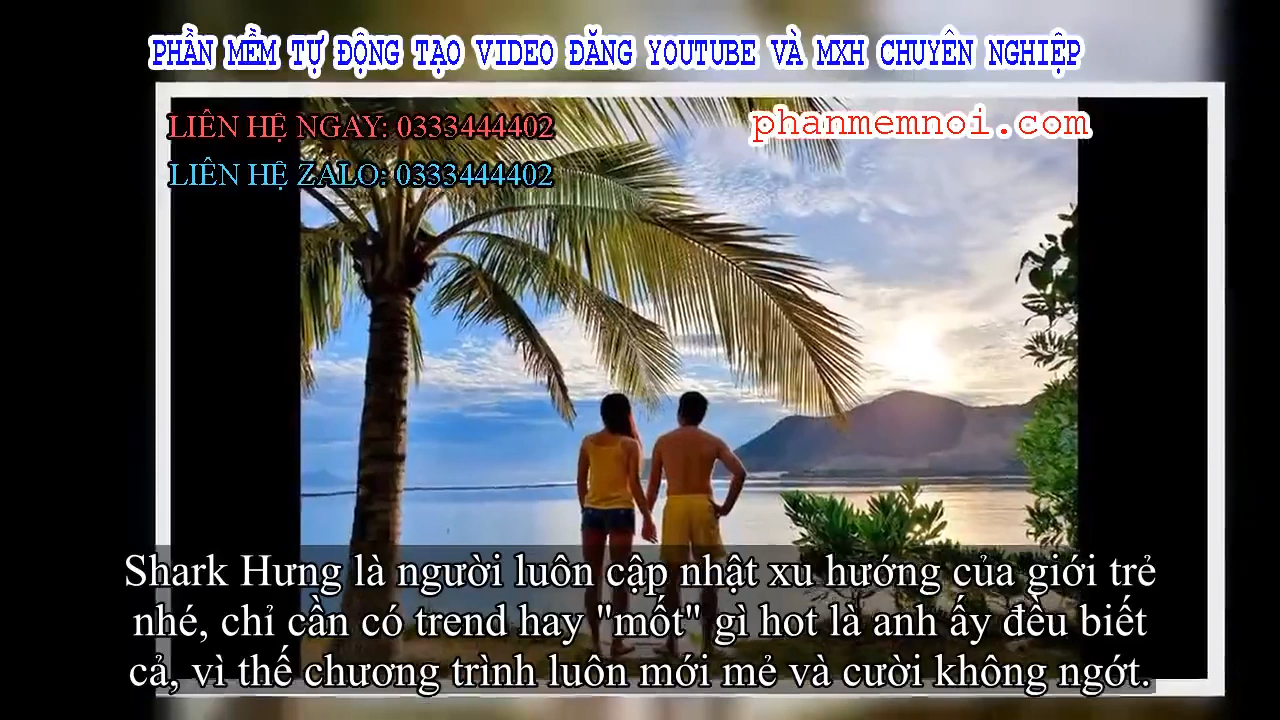 PHẦN MỀM TỰ ĐỘNG TẠO VIDEO ĐĂNG YOUTUBE VÀ MXH CHUYÊN NGHIỆP
LIÊN HỆ NGAY: 0333444402
phanmemnoi.com
LIÊN HỆ ZALO: 0333444402
Shark Hưng là người luôn cập nhật xu hướng của giới trẻ
nhé, chỉ cần có trend hay "mốt" gì hot là anh ấy đều biết
cả, vì thế chương trình luôn mới mẻ và cười không ngớt.